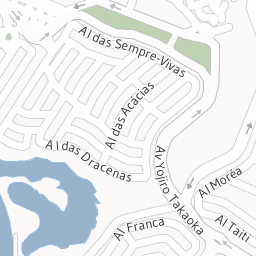 Al das Sempre-Vivas
Al das Acácias
Al das Dracenas
Av Yojiro Takaoka
Al Moréa
Al Taiti
Al Franca